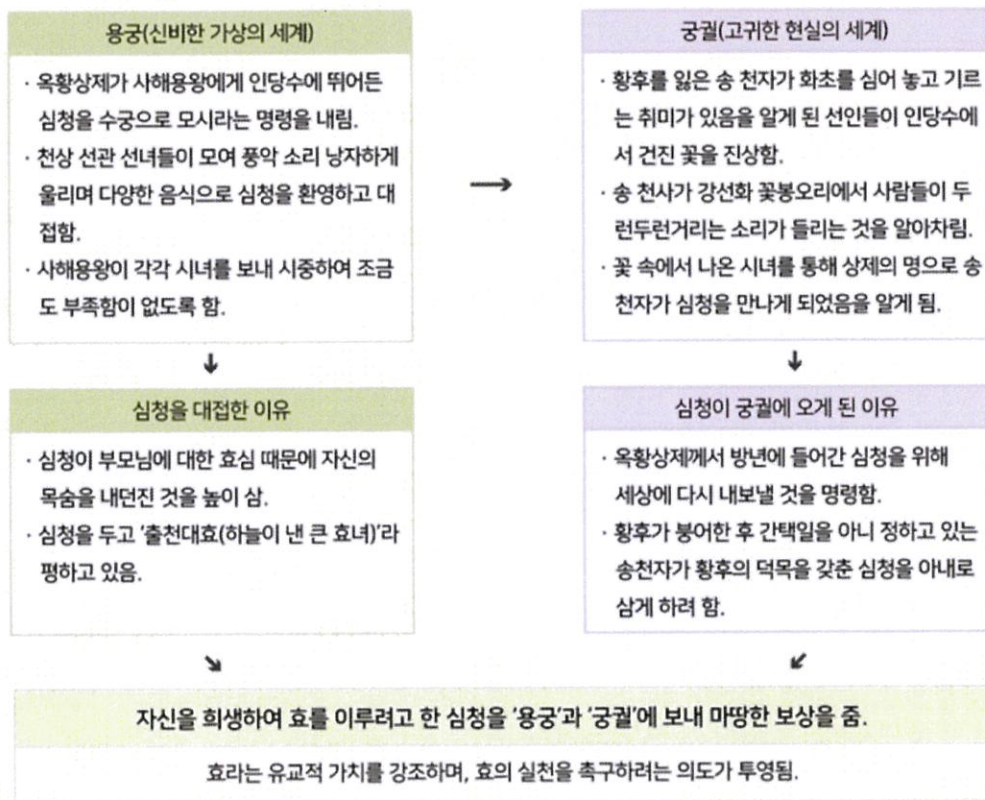 용궁(신비한 가상의 세계)
· 옥황상제가 사해용왕에게 인당수에 뛰어든
심청을 수궁으로 모시라는 명령을 내림.
· 천상 선관 선녀들이 모여 풍악 소리 낭자하게
울리며 다양한 음식으로 심청을 환영하고 대
접함.
· 사해용왕이 각각 시녀를 보내 시중하여 조금
도 부족함이 없도록 함.
→
궁궐(고귀한 현실의 세계)
· 황후를 잃은 송 천자가 화초를 심어 놓고 기르
는 취미가 있음을 알게 된 선인들이 인당수에
서 건진 꽃을 진상함.
· 송 천사가 강선화 꽃봉오리에서 사람들이 두
런두런거리는 소리가 들리는 것을 알아차림.
· 꽃 속에서 나온 시녀를 통해 상제의 명으로 송
천자가 심청을 만나게 되었음을 알게 됨.
심청을 대접한 이유
· 심청이 부모님에 대한 효심 때문에 자신의
목숨을 내던진 것을 높이 삼.
· 심청을 두고 '출천대효(하늘이 낸 큰 효녀)'라
평하고 있음.
심청이 궁궐에 오게 된 이유
· 옥황상제께서 방년에 들어간 심청을 위해
세상에 다시 내보낼 것을 명령함.
· 황후가 붕어한 후 간택일을 아니 정하고 있는
송천자가 황후의 덕목을 갖춘 심청을 아내로
삼게 하려 함.
자신을 희생하여 효를 이루려고 한 심청을 '용궁'과 '궁궐'에 보내 마땅한 보상을 줌.
효라는 유교적 가치를 강조하며, 효의 실천을 촉구하려는 의도가 투영됨.